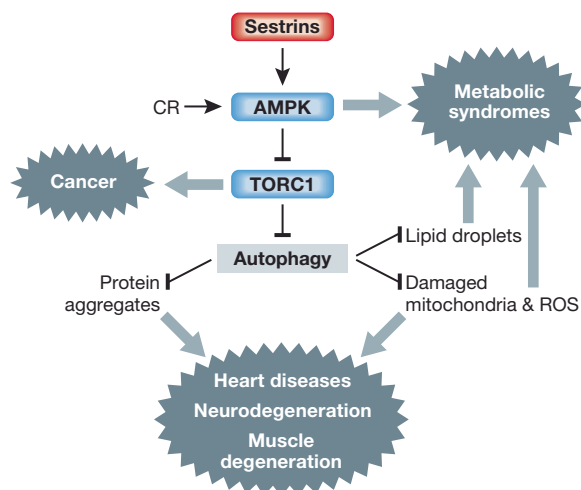 Sestrins
CR
AMPK
Metabolic
syndromes
Cancer
TORC1
Autophagy
Lipid droplets
Protein
aggregates
Damaged
mitochondria & ROS
Heart diseases
Neurodegeneration
Muscle
degeneration